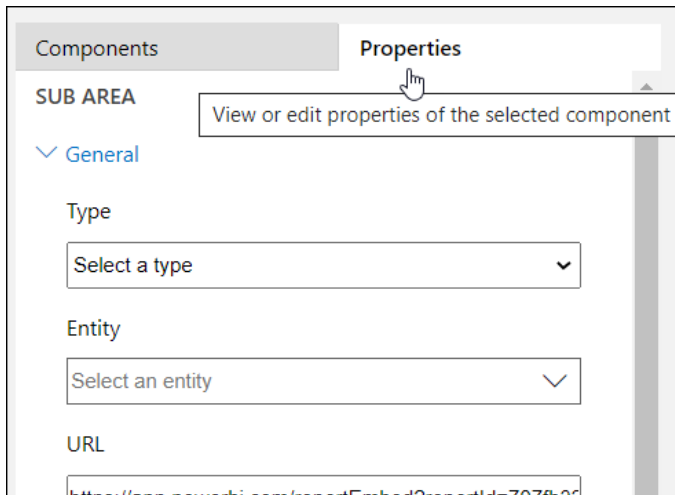 Components
Properties
SUB AREA
View or edit properties of the selected component
General
Type
Select a type
Entity
Select an entity
URL